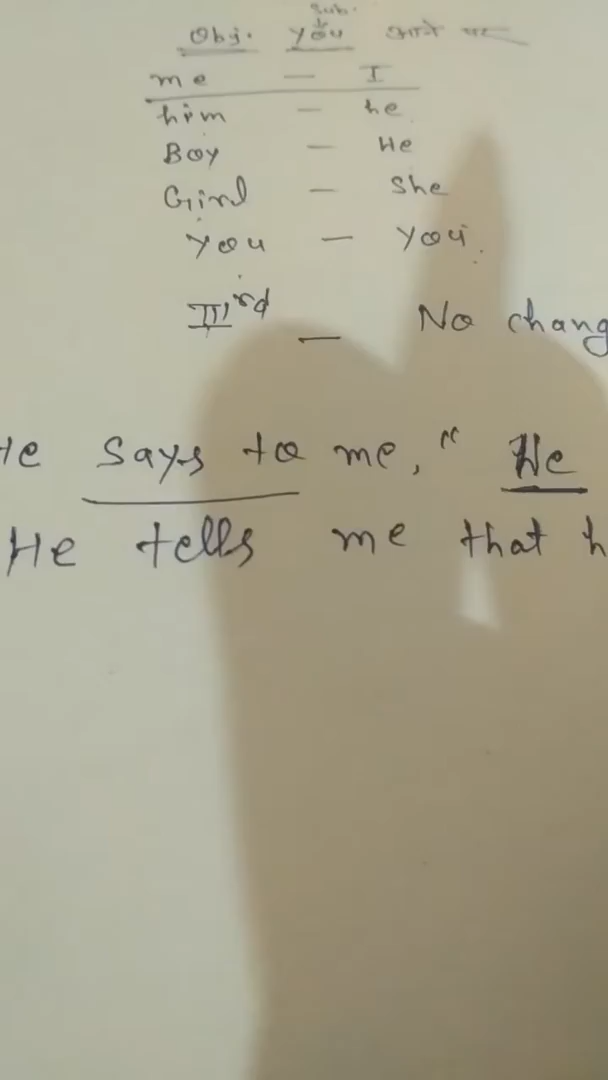 Sub.
Obj. you आने पर
me — I
him — he
Boy — He
Girl — She
you — you.
IIIrd — No chang
He says to me, " He
He tells me that h